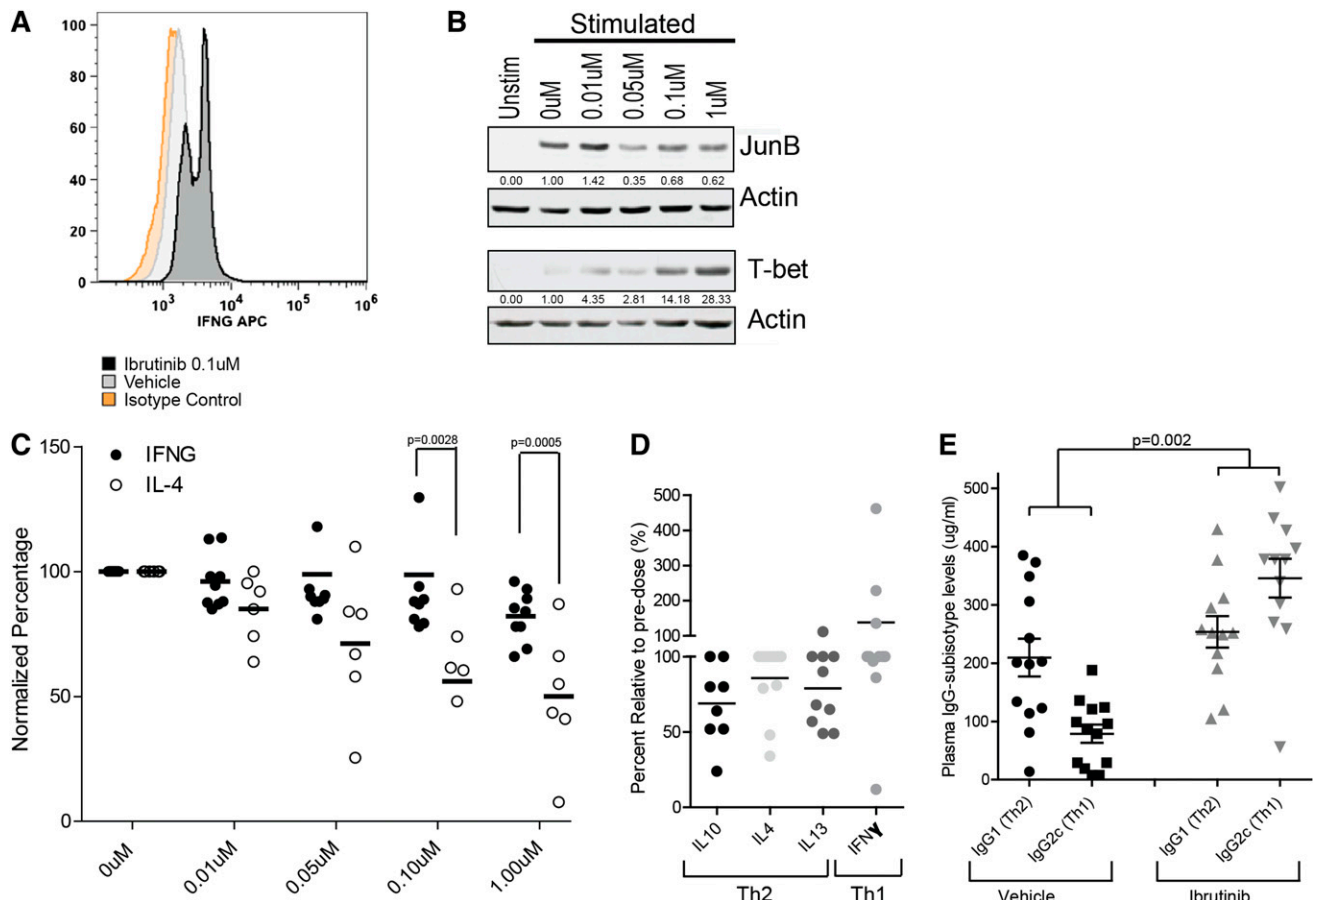 A
100
80
60
40
20
0
10³ 10⁴ 10⁵ 10⁶
IFNG APC
Ibrutinib 0.1uM
Vehicle
Isotype Control
B
Stimulated
Unstim 0uM 0.01uM 0.05uM 0.1uM 1uM
JunB
0.00 1.00 1.42 0.35 0.68 0.62
Actin
T-bet
0.00 1.00 4.35 2.81 14.18 28.33
Actin
C
Normalized Percentage
150
100
50
0
IFNG
IL-4
p=0.0028
p=0.0005
0uM 0.01uM 0.05uM 0.10uM 1.00uM
D
Percent Relative to pre-dose (%)
500
400
300
200
100
100
50
0
IL10 IL4 IL13 IFNγ
Th2 Th1
E
Plasma IgG-subisotype levels (ug/ml)
p=0.002
500
400
300
200
100
0
IgG1 (Th2) IgG2c (Th1) IgG1 (Th2) IgG2c (Th1)
Vehicle Ibrutinib